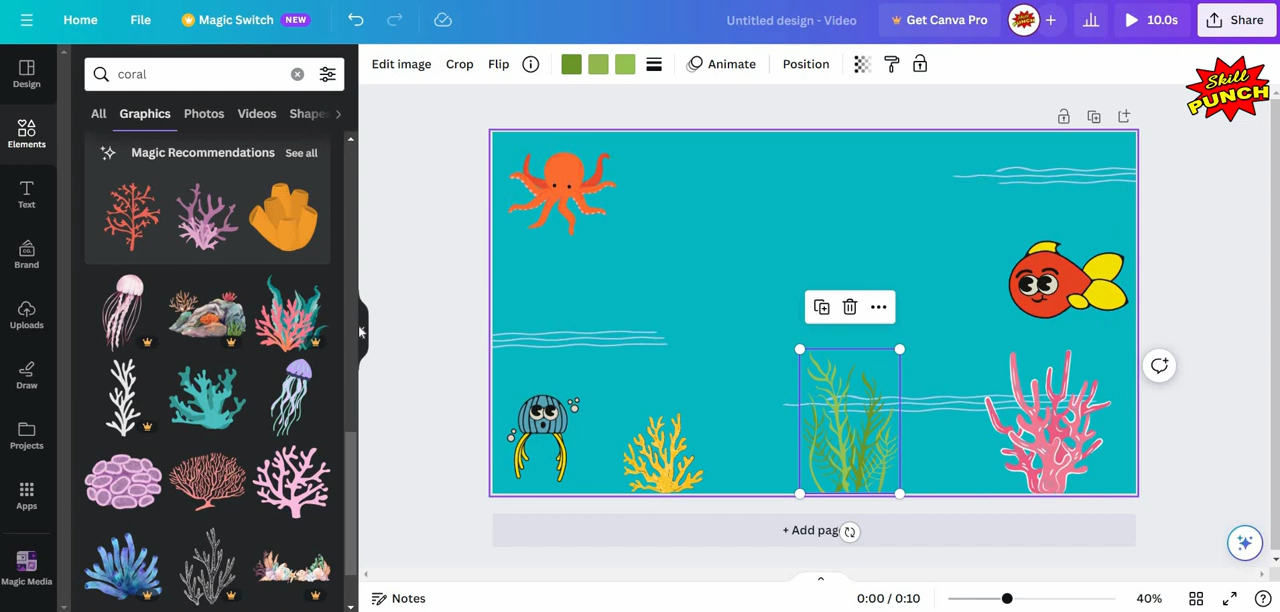 Home File Magic Switch NEW Untitled design - Video Get Canva Pro + 10.0s Share
Design
Elements
Text
Brand
Uploads
Draw
Projects
Apps
Magic Media
coral
All Graphics Photos Videos Shapes
Magic Recommendations See all
Edit image Crop Flip Animate Position
Skill
PUNCH
+ Add pag
Notes 0:00 / 0:10 40%